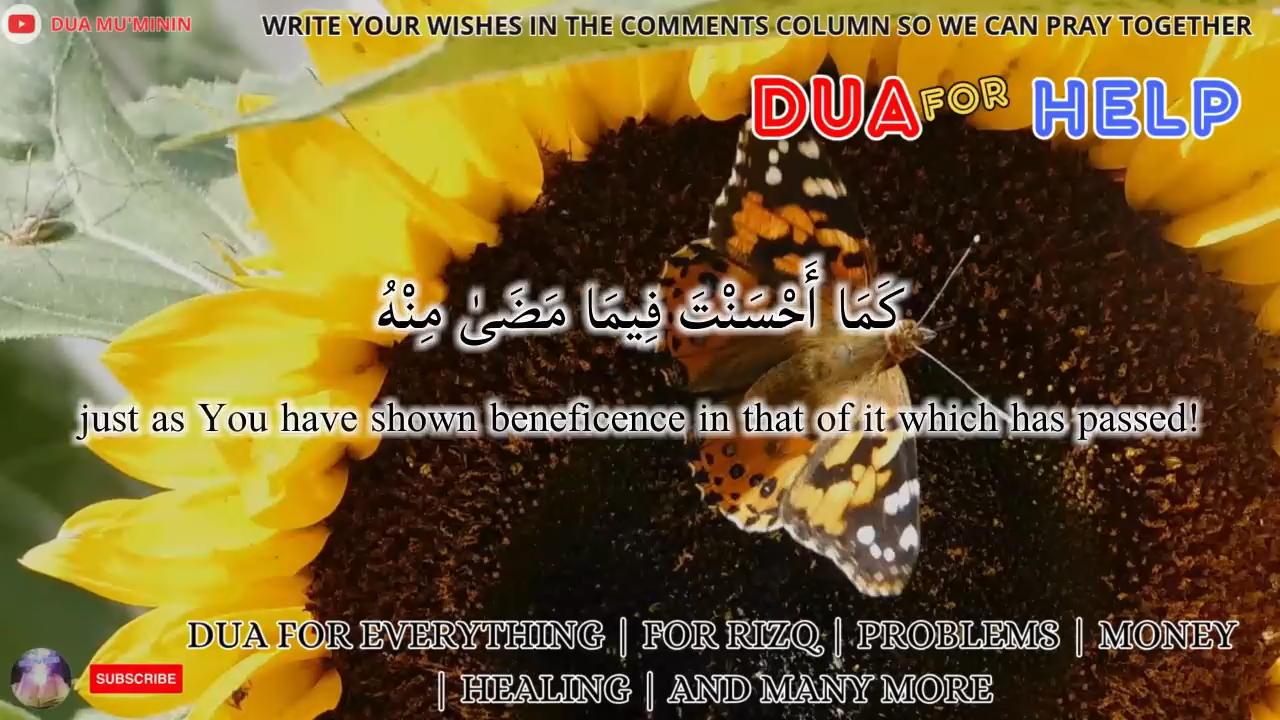 DUA MU'MININ
WRITE YOUR WISHES IN THE COMMENTS COLUMN SO WE CAN PRAY TOGETHER
DUA FOR HELP
كَمَا أَحْسَنْتَ فِيمَا مَضَىٰ مِنْهُ
just as You have shown beneficence in that of it which has passed!
DUA FOR EVERYTHING | FOR RIZQ | PROBLEMS | MONEY
| HEALING | AND MANY MORE
SUBSCRIBE